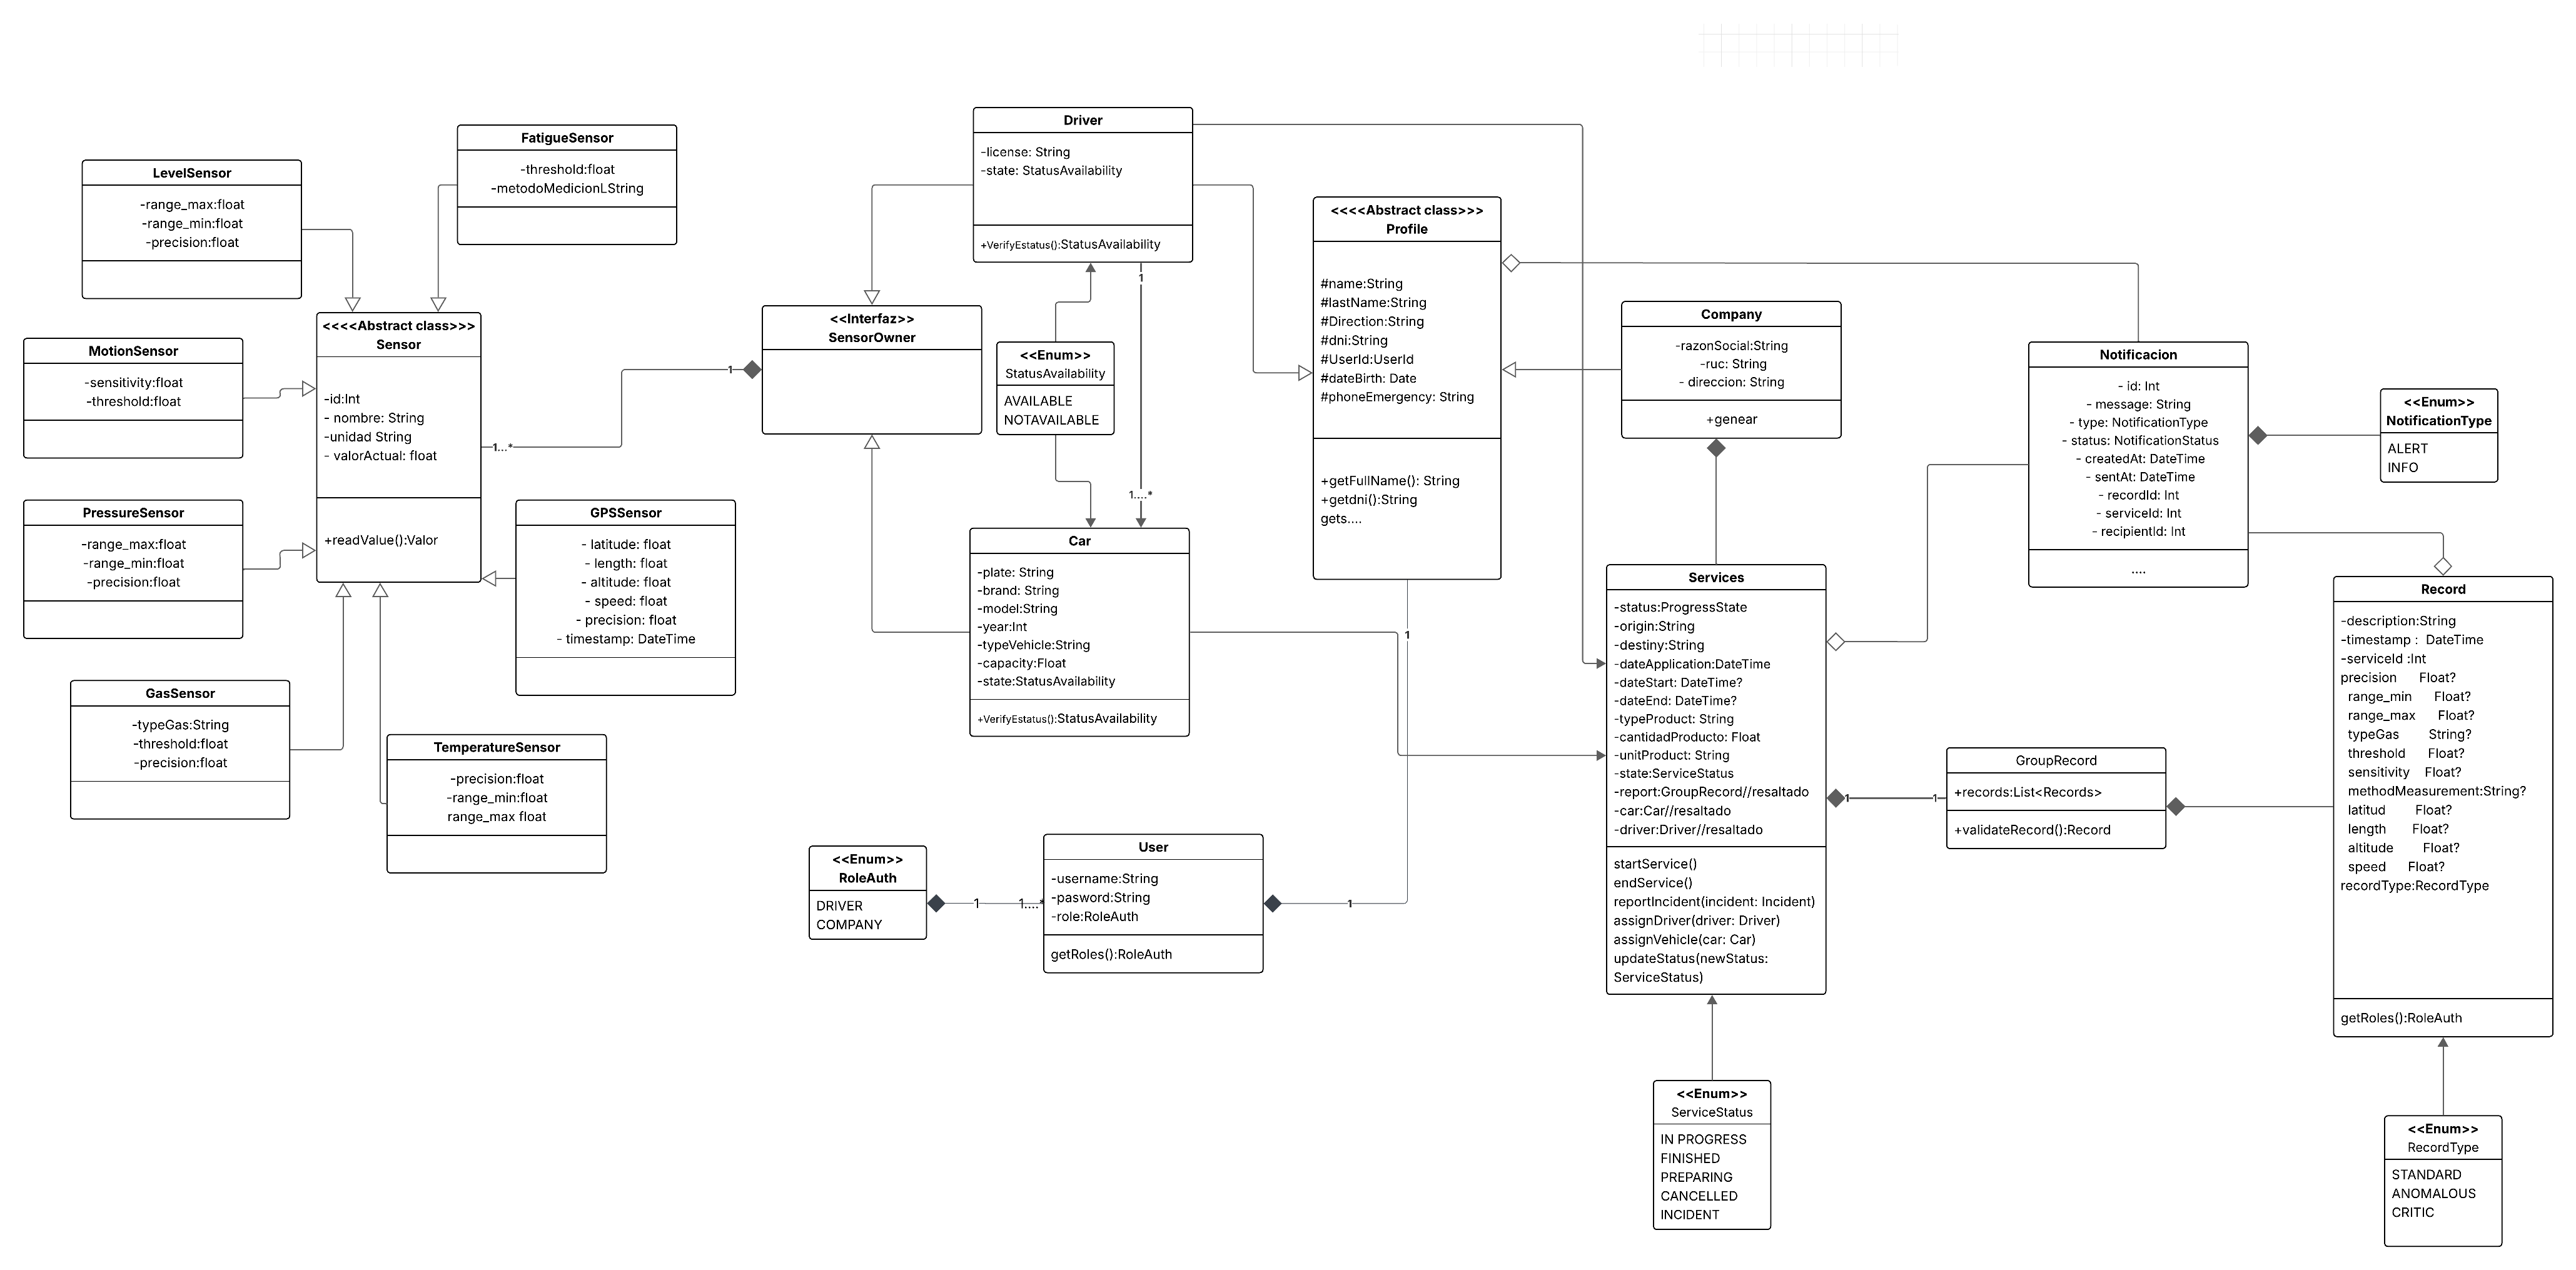 LevelSensor
-range_max:float
-range_min:float
-precision:float
FatigueSensor
-threshold:float
-metodoMedicionLString
MotionSensor
-sensitivity:float
-threshold:float
<<<<Abstract class>>>
Sensor
-id:Int
- nombre: String
-unidad String
- valorActual: float
+readValue():Valor
PressureSensor
-range_max:float
-range_min:float
-precision:float
GPSSensor
- latitude: float
- length: float
- altitude: float
- speed: float
- precision: float
- timestamp: DateTime
GasSensor
-typeGas:String
-threshold:float
-precision:float
TemperatureSensor
-precision:float
-range_min:float
range_max float
1...*
1
<<Interfaz>>
SensorOwner
Driver
-license: String
-state: StatusAvailability
+VerifyEstatus():StatusAvailability
1
<<Enum>>
StatusAvailability
AVAILABLE
NOTAVAILABLE
1....*
Car
-plate: String
-brand: String
-model:String
-year:Int
-typeVehicle:String
-capacity:Float
-state:StatusAvailability
+VerifyEstatus():StatusAvailability
<<<<Abstract class>>>
Profile
#name:String
#lastName:String
#Direction:String
#dni:String
#UserId:UserId
#dateBirth: Date
#phoneEmergency: String
+getFullName(): String
+getdni():String
gets....
1
1
<<Enum>>
RoleAuth
DRIVER
COMPANY
1
1....*
User
-username:String
-pasword:String
-role:RoleAuth
getRoles():RoleAuth
Company
-razonSocial:String
-ruc: String
- direccion: String
+genear
Services
-status:ProgressState
-origin:String
-destiny:String
-dateApplication:DateTime
-dateStart: DateTime?
-dateEnd: DateTime?
-typeProduct: String
-cantidadProducto: Float
-unitProduct: String
-state:ServiceStatus
-report:GroupRecord//resaltado
-car:Car//resaltado
-driver:Driver//resaltado
startService()
endService()
reportIncident(incident: Incident)
assignDriver(driver: Driver)
assignVehicle(car: Car)
updateStatus(newStatus:
ServiceStatus)
<<Enum>>
ServiceStatus
IN PROGRESS
FINISHED
PREPARING
CANCELLED
INCIDENT
1
1
GroupRecord
+records:List<Records>
+validateRecord():Record
Notificacion
- id: Int
- message: String
- type: NotificationType
- status: NotificationStatus
- createdAt: DateTime
- sentAt: DateTime
- recordId: Int
- serviceId: Int
- recipientId: Int
....
<<Enum>>
NotificationType
ALERT
INFO
Record
-description:String
-timestamp : DateTime
-serviceId :Int
precision Float?
range_min Float?
range_max Float?
typeGas String?
threshold Float?
sensitivity Float?
methodMeasurement:String?
latitud Float?
length Float?
altitude Float?
speed Float?
recordType:RecordType
getRoles():RoleAuth
<<Enum>>
RecordType
STANDARD
ANOMALOUS
CRITIC